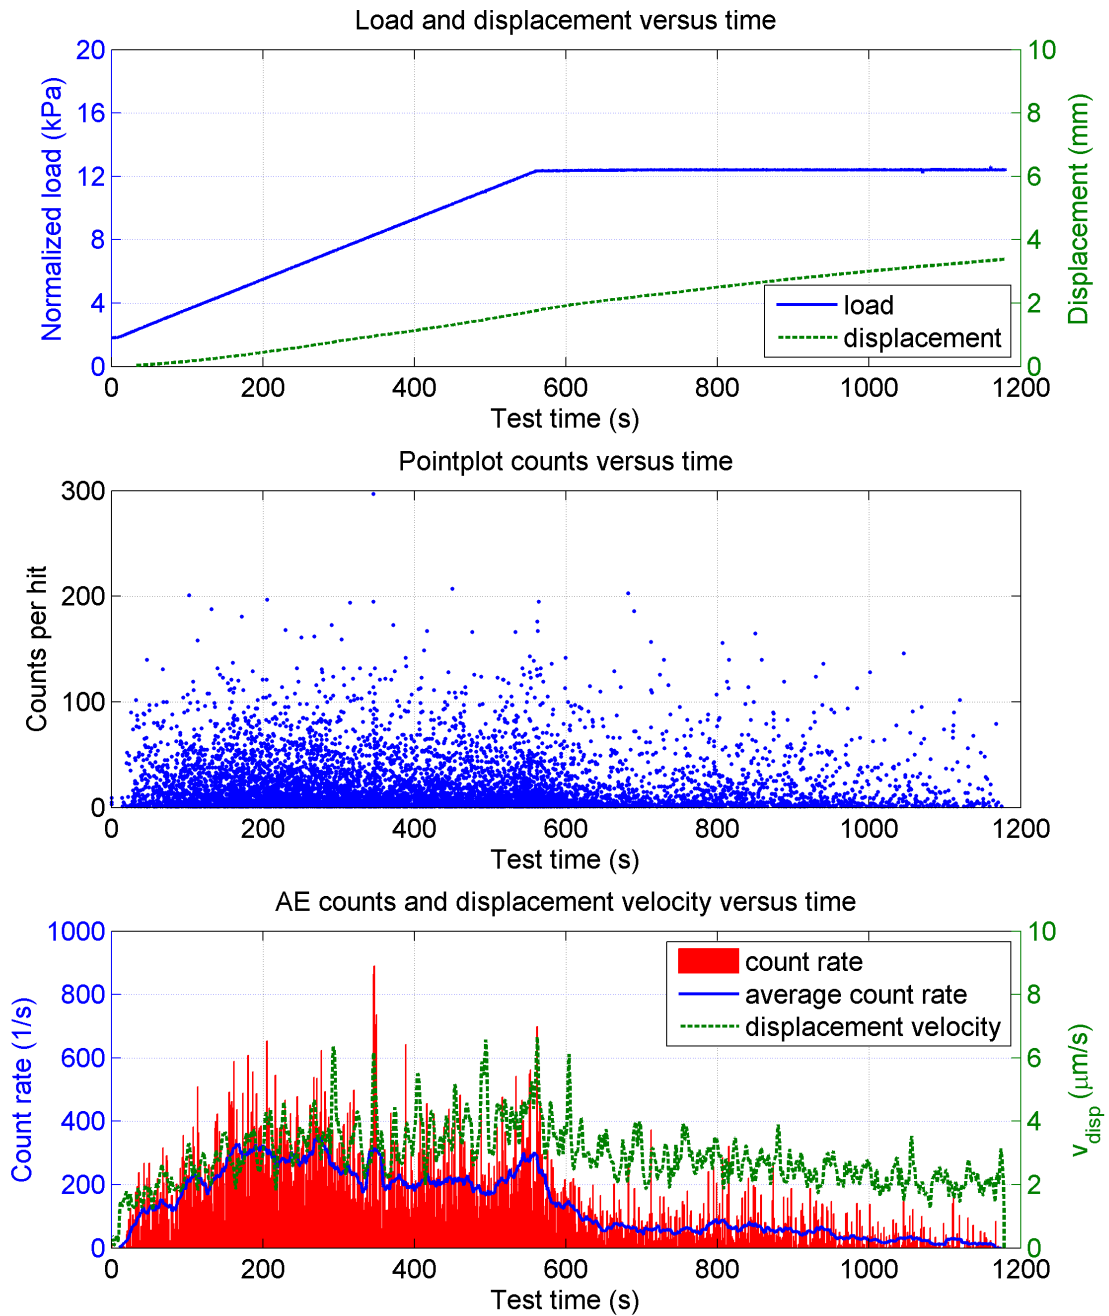 Load and displacement versus time
20
16
12
8
4
0
Normalized load (kPa)
10
8
6
4
2
0
Displacement (mm)
load
displacement
0 200 400 600 800 1000 1200
Test time (s)
Pointplot counts versus time
300
200
100
0
Counts per hit
0 200 400 600 800 1000 1200
Test time (s)
AE counts and displacement velocity versus time
1000
800
600
400
200
0
Count rate (1/s)
10
8
6
4
2
0
v_disp (μm/s)
count rate
average count rate
displacement velocity
0 200 400 600 800 1000 1200
Test time (s)